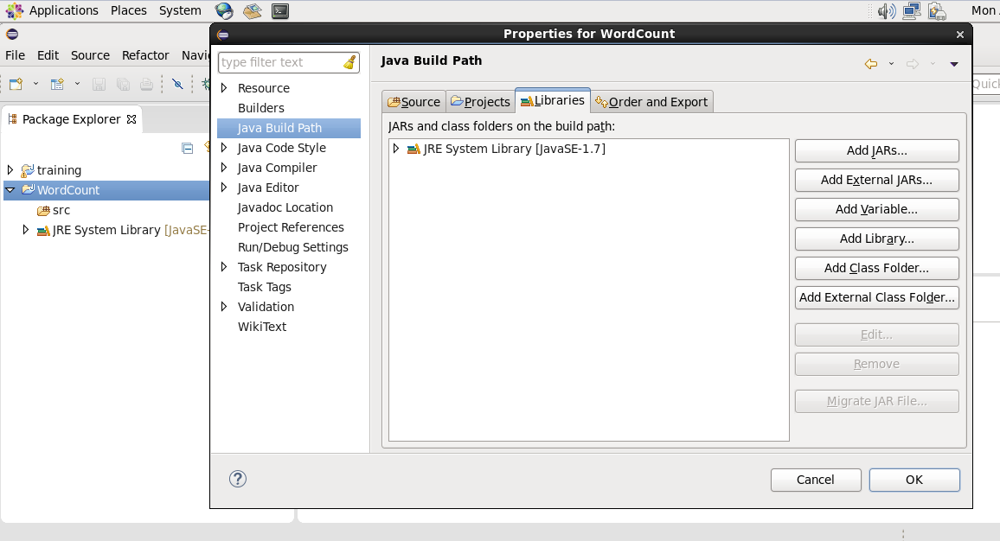 Applications Places System
Mon
Properties for WordCount
File Edit Source Refactor
type filter text
Java Build Path
Quick
Package Explorer
training
WordCount
src
JRE System Library [JavaSE-
Resource
Builders
Java Build Path
Java Code Style
Java Compiler
Java Editor
Javadoc Location
Project References
Run/Debug Settings
Task Repository
Task Tags
Validation
WikiText
Source Projects Libraries Order and Export
JARs and class folders on the build path:
JRE System Library [JavaSE-1.7]
Add JARs...
Add External JARs...
Add Variable...
Add Library...
Add Class Folder...
Add External Class Folder...
Edit...
Remove
Migrate JAR File...
Cancel OK